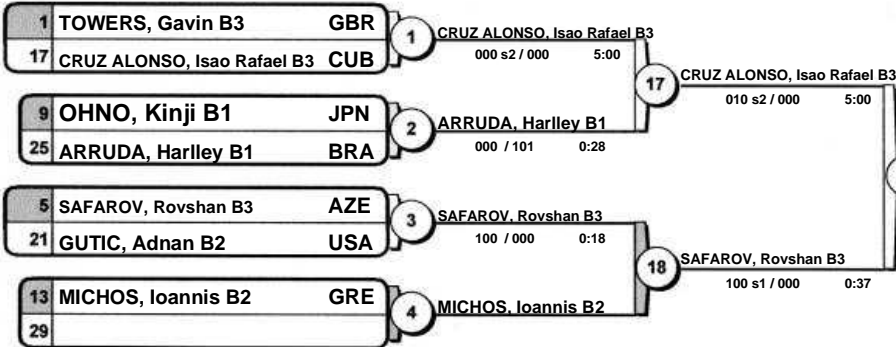 1 TOWERS, Gavin B3 GBR
17 CRUZ ALONSO, Isao Rafael B3 CUB
1
CRUZ ALONSO, Isao Rafael B3
000 s2 / 000 5:00
9 OHNO, Kinji B1 JPN
25 ARRUDA, Harlley B1 BRA
2
ARRUDA, Harlley B1
000 / 101 0:28
17
CRUZ ALONSO, Isao Rafael B3
010 s2 / 000 5:00
5 SAFAROV, Rovshan B3 AZE
21 GUTIC, Adnan B2 USA
3
SAFAROV, Rovshan B3
100 / 000 0:18
13 MICHOS, Ioannis B2 GRE
29
4
MICHOS, Ioannis B2
18
SAFAROV, Rovshan B3
100 s1 / 000 0:37